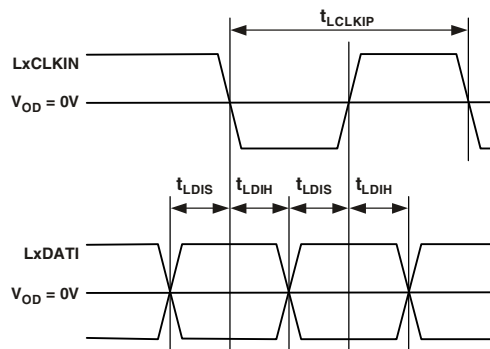 tLCLKIP
LxCLKIN
VOD = 0V
tLDIS tLDIH tLDIS tLDIH
LxDATI
VOD = 0V